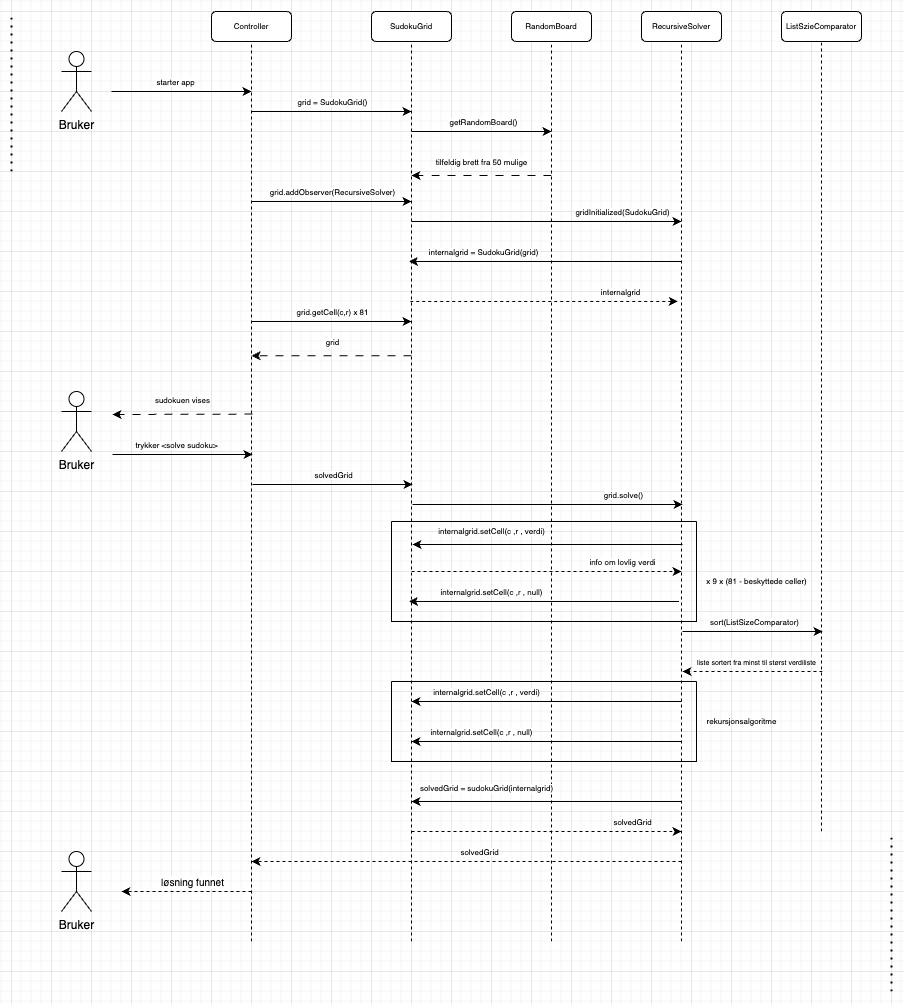 Controller
SudokuGrid
RandomBoard
RecursiveSolver
ListSzieComparator
starter app
Bruker
grid = SudokuGrid()
getRandomBoard()
tilfeldig brett fra 50 mulige
grid.addObserver(RecursiveSolver)
gridInitialized(SudokuGrid)
internalgrid = SudokuGrid(grid)
internalgrid
grid.getCell(c,r) x 81
grid
sudokuen vises
trykker <solve sudoku>
Bruker
solvedGrid
grid.solve()
internalgrid.setCell(c ,r , verdi)
info om lovlig verdi
x 9 x (81 - beskyttede celler)
internalgrid.setCell(c ,r , null)
sort(ListSizeComparator)
liste sortert fra minst til størst verdiliste
internalgrid.setCell(c ,r , verdi)
rekursjonsalgoritme
internalgrid.setCell(c ,r , null)
solvedGrid = sudokuGrid(internalgrid)
solvedGrid
solvedGrid
løsning funnet
Bruker